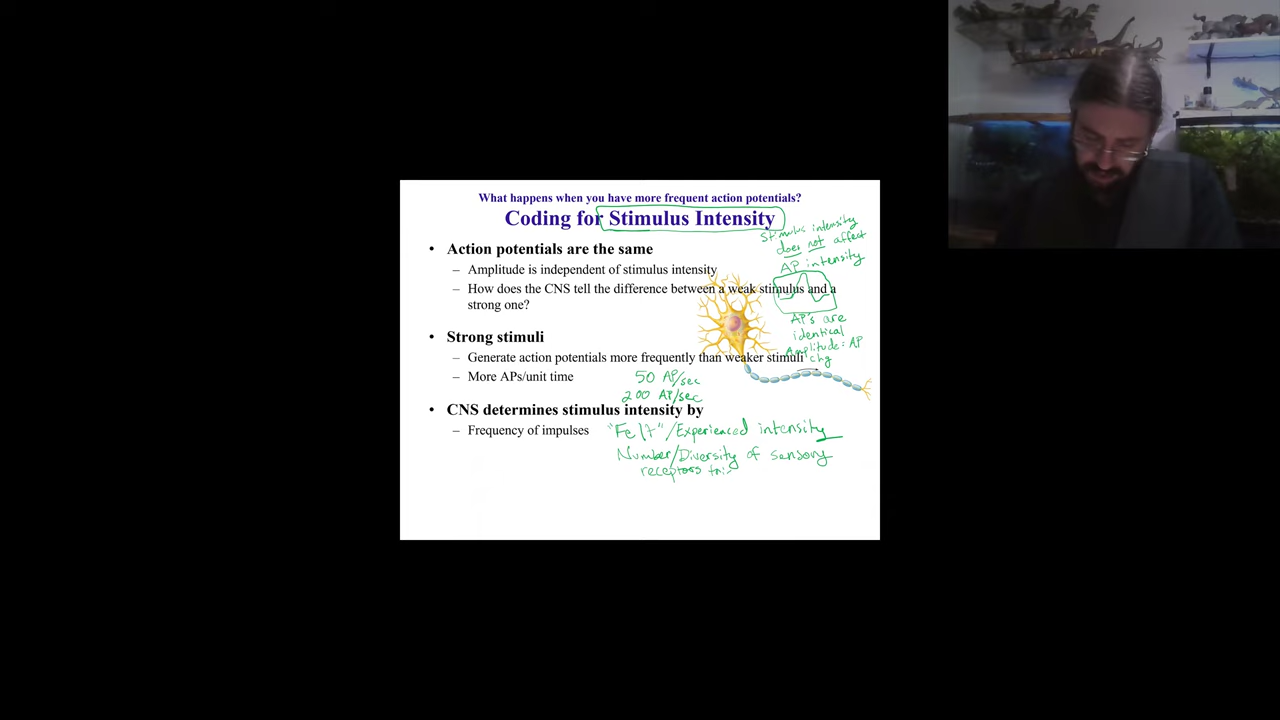 What happens when you have more frequent action potentials?
Coding for Stimulus Intensity
Stimulus intensity
does not affect
AP intensity
• Action potentials are the same
– Amplitude is independent of stimulus intensity
– How does the CNS tell the difference between a weak stimulus and a
strong one?
AP's are
identical
Amplitude = AP
chg
• Strong stimuli
– Generate action potentials more frequently than weaker stimuli
– More APs/unit time
50 AP/sec
200 AP/sec
• CNS determines stimulus intensity by
– Frequency of impulses
"Felt"/Experienced intensity
Number/Diversity of sensory
receptors